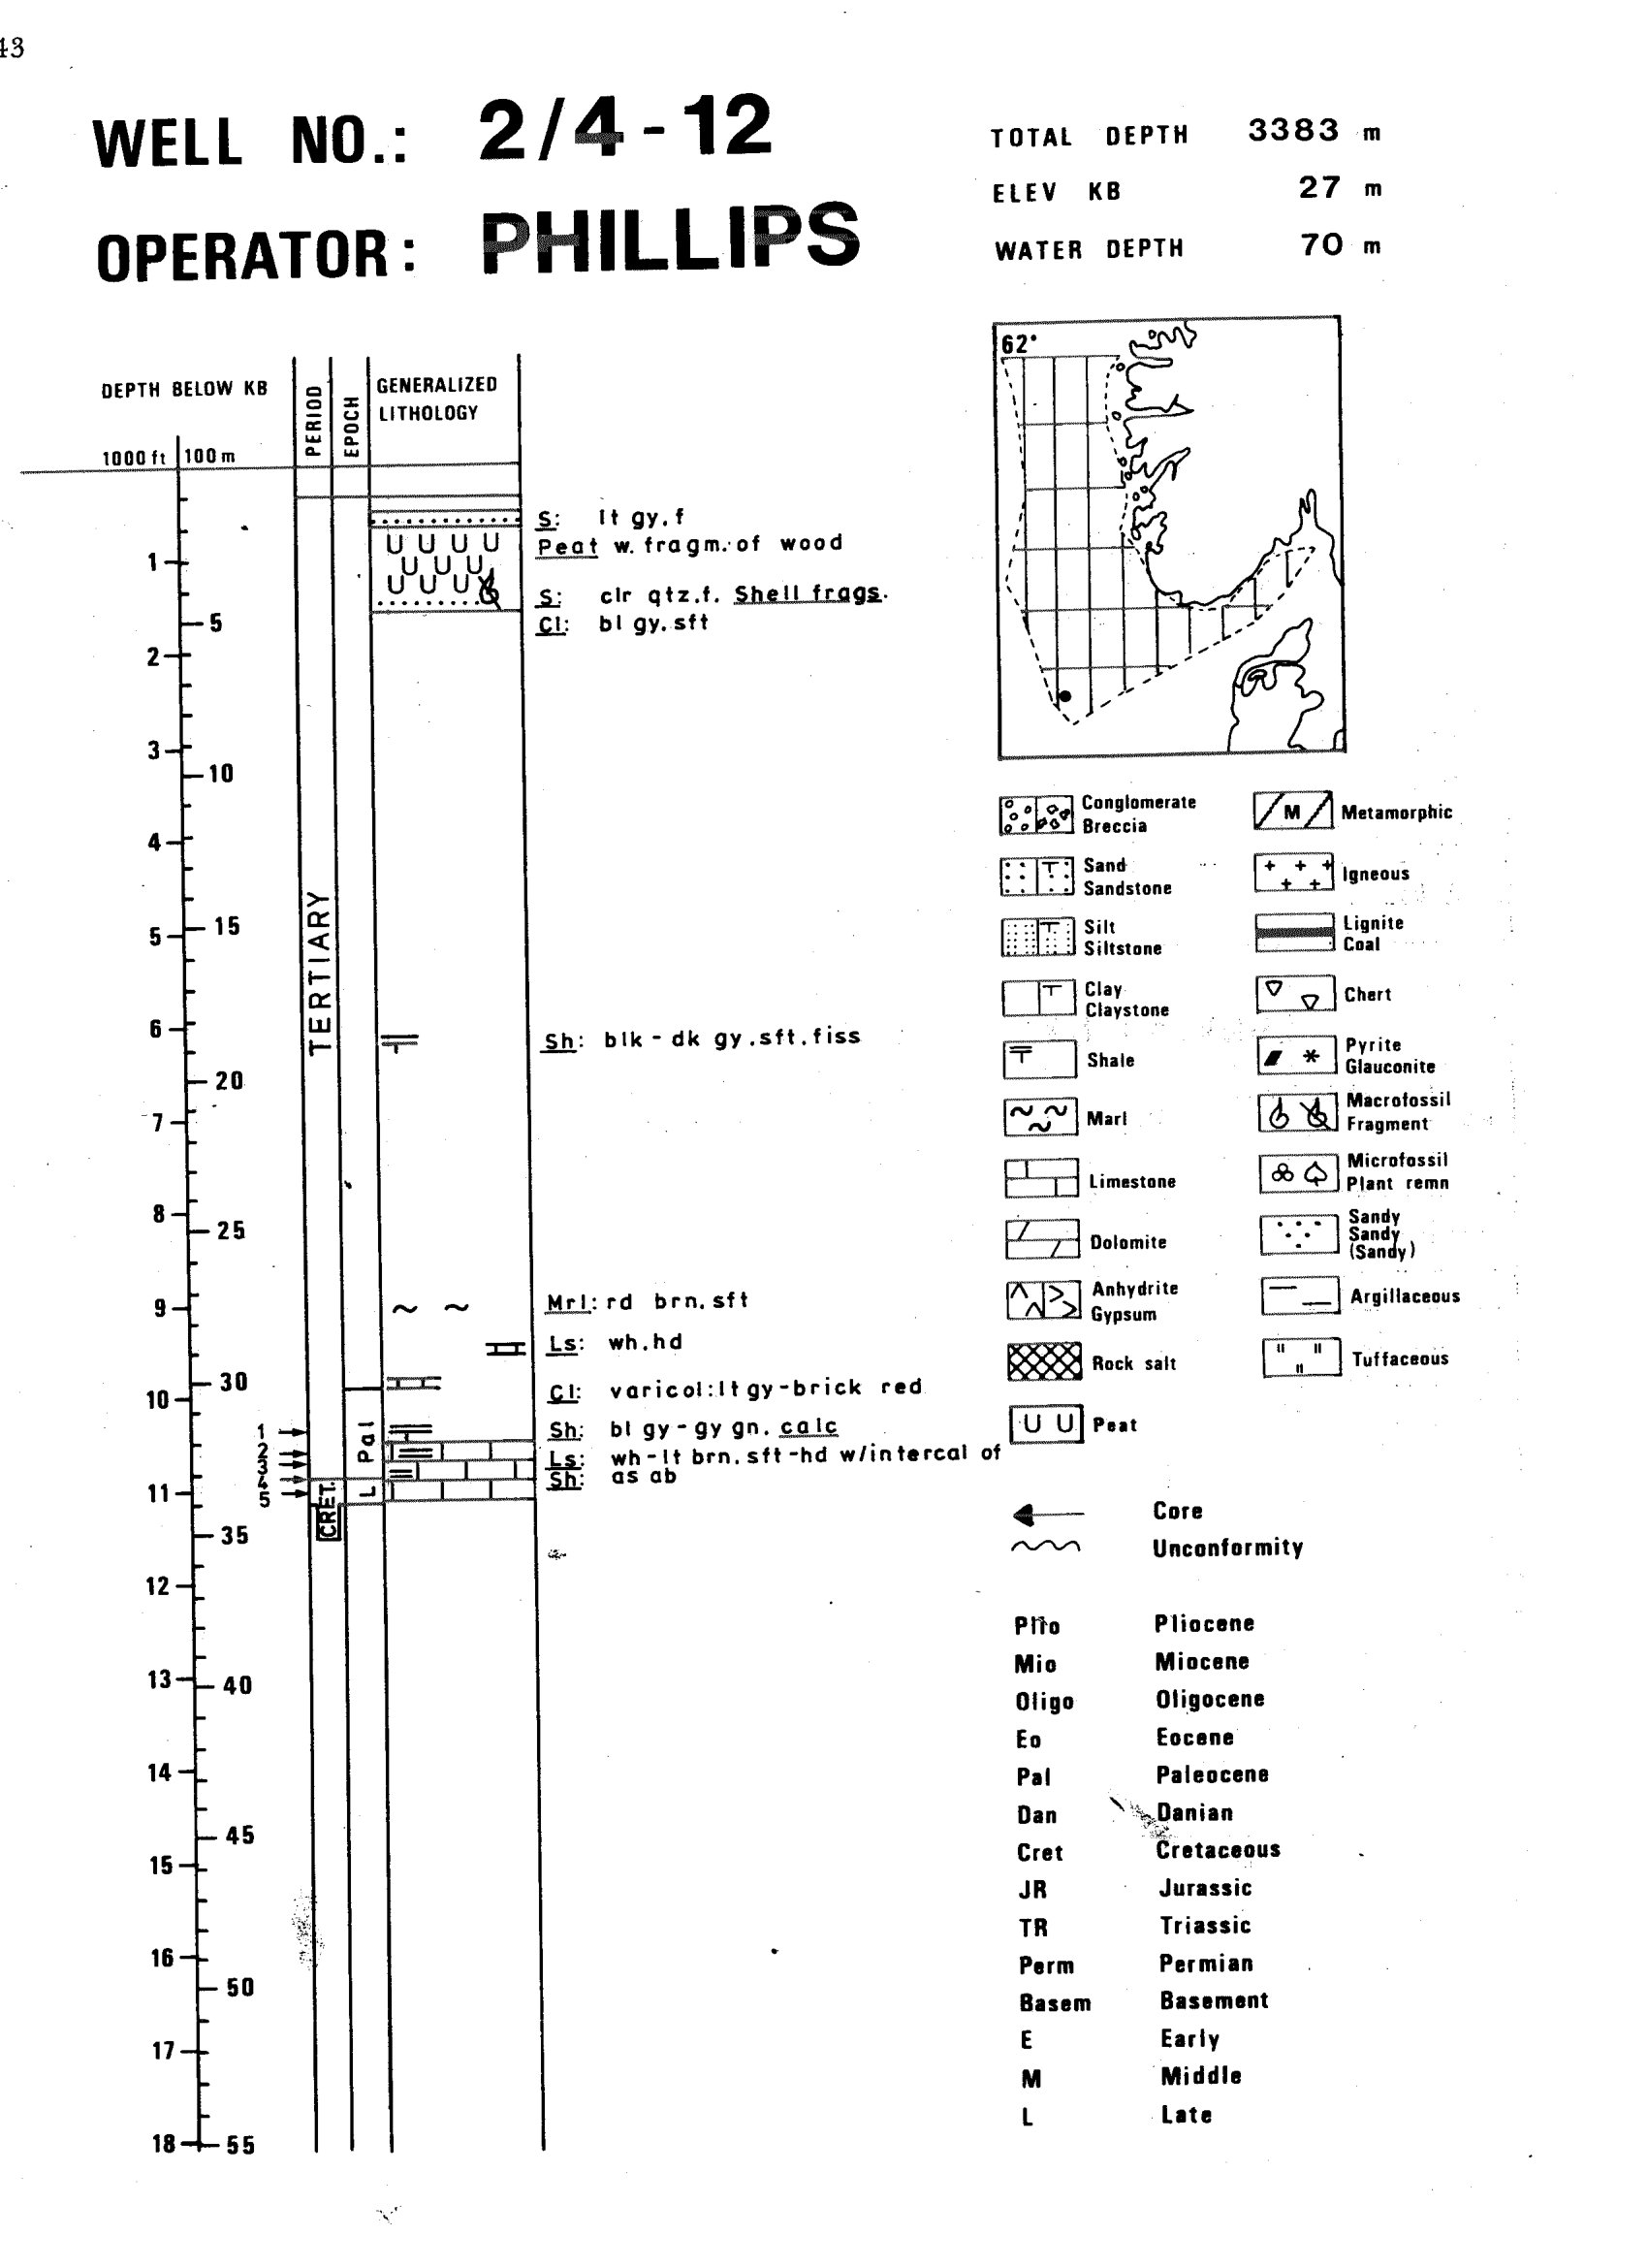 43
WELL NO.: 2/4-12
OPERATOR: PHILLIPS
TOTAL DEPTH 3383 m
ELEV KB 27 m
WATER DEPTH 70 m
62°
DEPTH BELOW KB
1000 ft 100 m
PERIOD
EPOCH
GENERALIZED
LITHOLOGY
S: lt gy. f
U U U U
Peat w. fragm. of wood
1
U U U
U U U
S: clr qtz. f. Shell frags.
5
Cl: bl gy. sft
2
3
10
4
15
5
TERTIARY
6
Sh: blk - dk gy. sft. fiss
20
7
8
25
9
Mrl: rd brn. sft
Ls: wh. hd
30
10
Cl: varicol: lt gy - brick red
1
Pal
Sh: bl gy - gy gn. calc
2
Ls: wh - lt brn. sft - hd w/intercal of
3
Sh: as ab
4
11
5
CRET.
L
35
12
13
40
14
45
15
16
50
17
18
55
Conglomerate
Breccia
M Metamorphic
Sand
Sandstone
Igneous
Silt
Siltstone
Lignite
Coal
Clay
Claystone
Chert
Shale
Pyrite
Glauconite
Marl
Macrofossil
Fragment
Limestone
Microfossil
Plant remn
Dolomite
Sandy
Sandy
(Sandy)
Anhydrite
Gypsum
Argillaceous
Rock salt
Tuffaceous
U U Peat
Core
Unconformity
Plio Pliocene
Mio Miocene
Oligo Oligocene
Eo Eocene
Pal Paleocene
Dan Danian
Cret Cretaceous
JR Jurassic
TR Triassic
Perm Permian
Basem Basement
E Early
M Middle
L Late